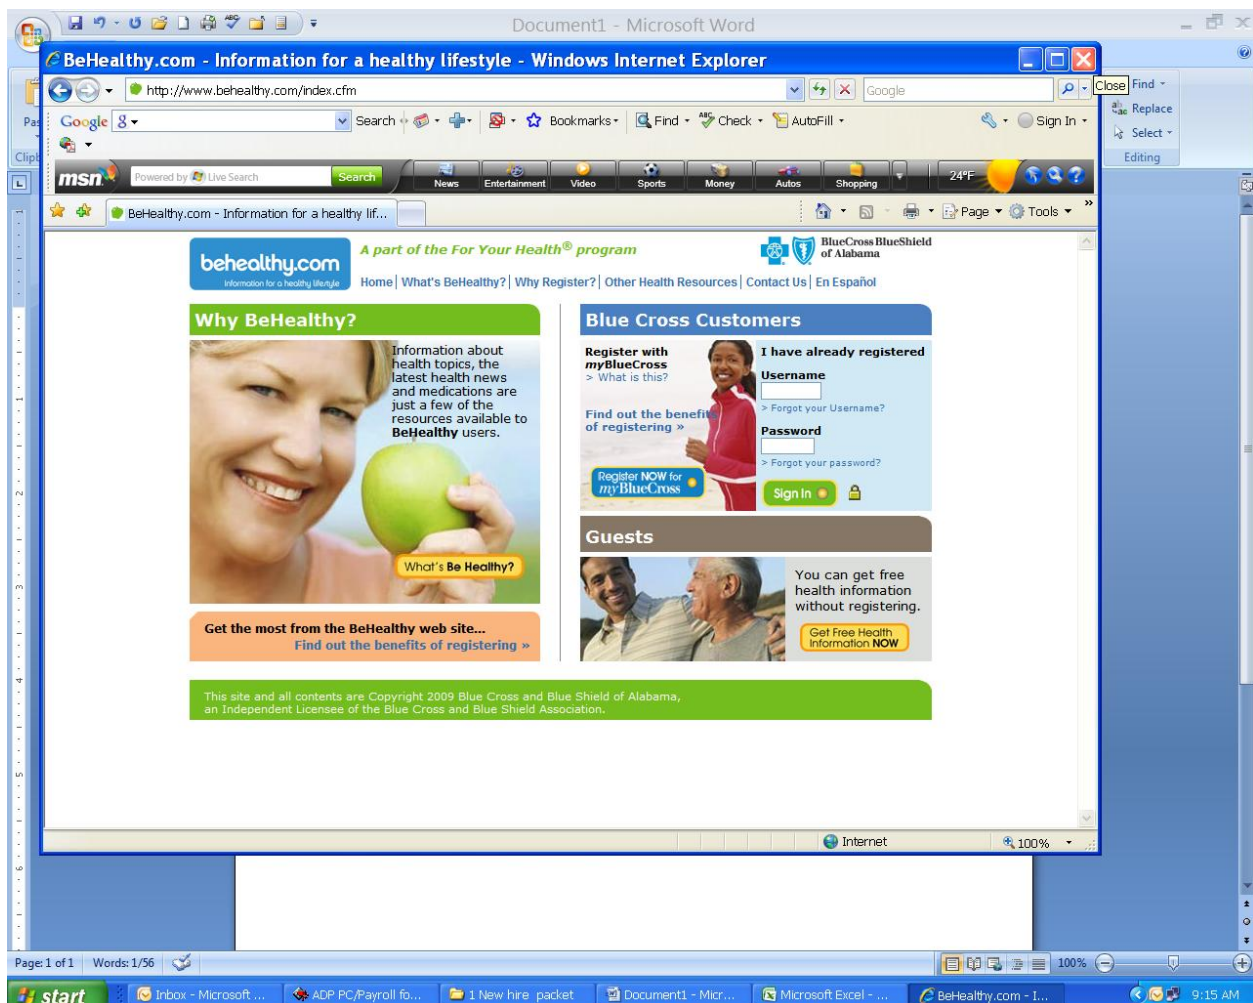 Document1 - Microsoft Word
BeHealthy.com - Information for a healthy lifestyle - Windows Internet Explorer
http://www.behealthy.com/index.cfm
Google
Close
Find
Replace
Select
Editing
Google
Search
Bookmarks
Find
Check
AutoFill
Sign In
msn
Powered by Live Search
Search
News Entertainment Video Sports Money Autos Shopping
24°F
BeHealthy.com - Information for a healthy lif...
Page Tools
behealthy.com
Information for a healthy lifestyle
A part of the For Your Health® program
BlueCross BlueShield
of Alabama
Home| What's BeHealthy?| Why Register?| Other Health Resources| Contact Us| En Español
Why BeHealthy?
Information about
health topics, the
latest health news
and medications are
just a few of the
resources available to
BeHealthy users.
What's Be Healthy?
Get the most from the BeHealthy web site...
Find out the benefits of registering »
Blue Cross Customers
Register with
myBlueCross
> What is this?
Find out the benefits
of registering »
Register NOW for
myBlueCross
I have already registered
Username
> Forgot your Username?
Password
> Forgot your password?
Sign In
Guests
You can get free
health information
without registering.
Get Free Health
Information NOW
This site and all contents are Copyright 2009 Blue Cross and Blue Shield of Alabama,
an Independent Licensee of the Blue Cross and Blue Shield Association.
Internet
100%
Page: 1 of 1 Words: 1/56
100%
start
Inbox - Microsoft ...
ADP PC/Payroll fo...
1 New hire packet
Document1 - Micr...
Microsoft Excel - ...
BeHealthy.com - I...
9:15 AM